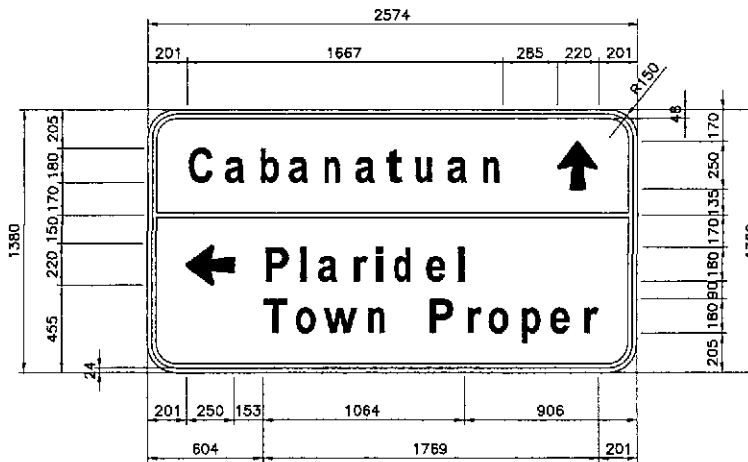 2574
201 1667 285 220 201
R150
48
205 180 170 150 220 455
1380
24
170 250 135 170 180 90 180 205
Cabanatuan
Plaridel
Town Proper
201 250 153 1064 906
604 1769 201